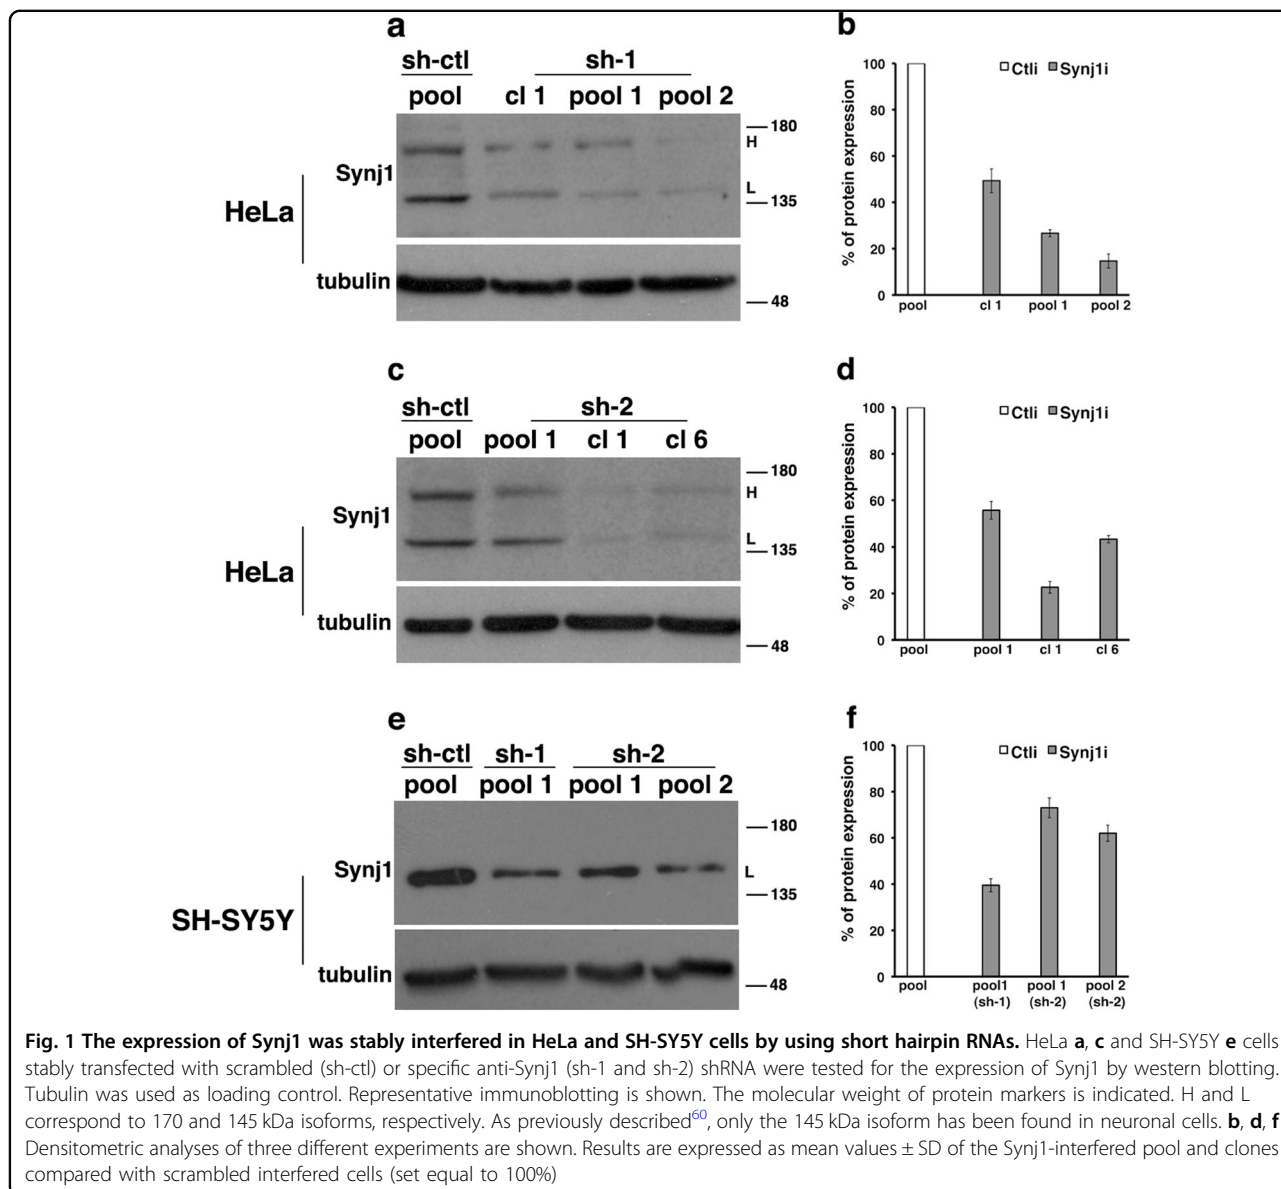 a
sh-ctl sh-1
pool cl 1 pool 1 pool 2
180
H
Synj1
L
135
HeLa
tubulin
48
b
100
80
60
40
20
0
% of protein expression
Ctli Synj1i
pool cl 1 pool 1 pool 2
c
sh-ctl sh-2
pool pool 1 cl 1 cl 6
180
H
Synj1
L
135
HeLa
tubulin
48
d
100
80
60
40
20
0
% of protein expression
Ctli Synj1i
pool pool 1 cl 1 cl 6
e
sh-ctl sh-1 sh-2
pool pool 1 pool 1 pool 2
180
Synj1
L
135
SH-SY5Y
tubulin
48
f
100
80
60
40
20
0
% of protein expression
Ctli Synj1i
pool pool1 pool 1 pool 2
(sh-1) (sh-2) (sh-2)
Fig. 1 The expression of Synj1 was stably interfered in HeLa and SH-SY5Y cells by using short hairpin RNAs. HeLa a, c and SH-SY5Y e cells
stably transfected with scrambled (sh-ctl) or specific anti-Synj1 (sh-1 and sh-2) shRNA were tested for the expression of Synj1 by western blotting.
Tubulin was used as loading control. Representative immunoblotting is shown. The molecular weight of protein markers is indicated. H and L
correspond to 170 and 145 kDa isoforms, respectively. As previously described60, only the 145 kDa isoform has been found in neuronal cells. b, d, f
Densitometric analyses of three different experiments are shown. Results are expressed as mean values ± SD of the Synj1-interfered pool and clones
compared with scrambled interfered cells (set equal to 100%)